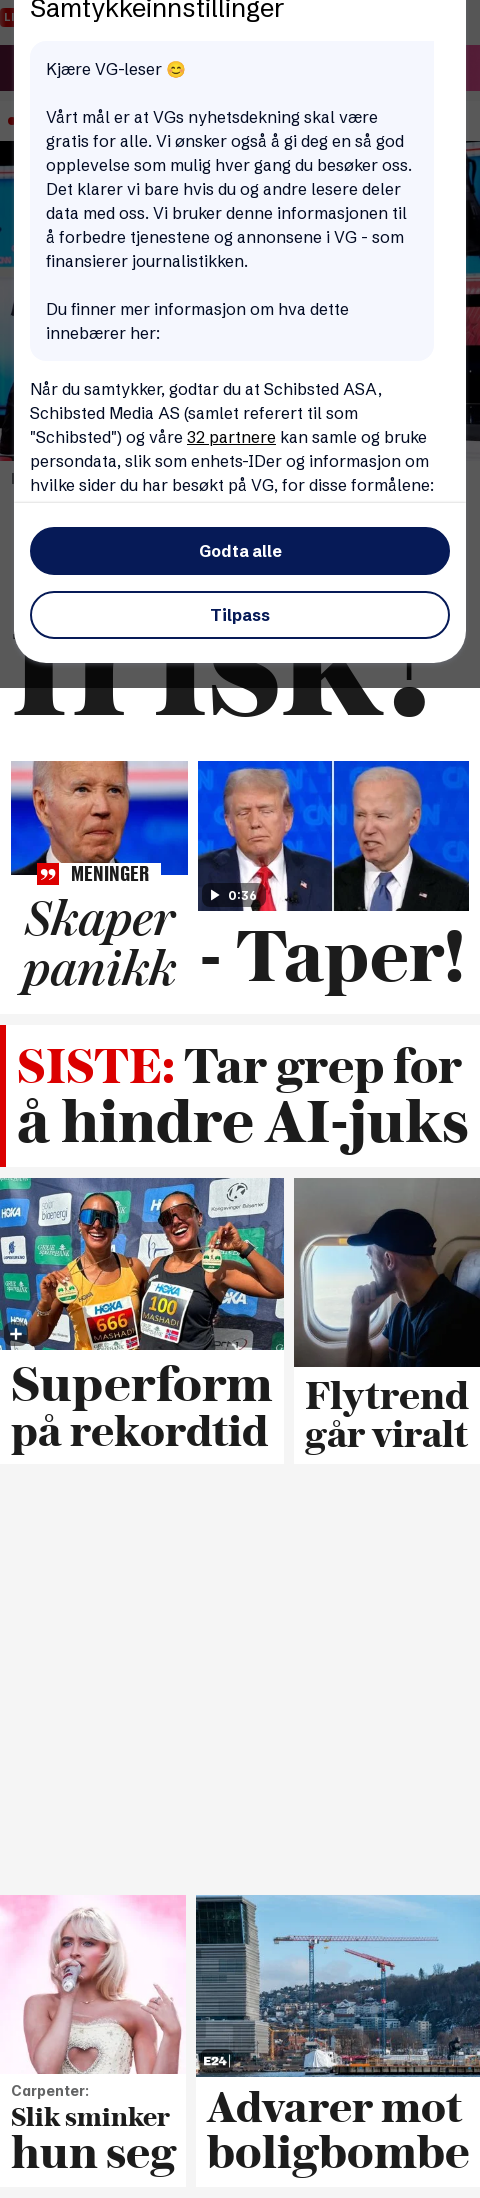 Samtykkeinnstillinger
Kjære VG-leser 😊
Vårt mål er at VGs nyhetsdekning skal være
gratis for alle. Vi ønsker også å gi deg en så god
opplevelse som mulig hver gang du besøker oss.
Det klarer vi bare hvis du og andre lesere deler
data med oss. Vi bruker denne informasjonen til
å forbedre tjenestene og annonsene i VG - som
finansierer journalistikken.
Du finner mer informasjon om hva dette
innebærer her:
Når du samtykker, godtar du at Schibsted ASA,
Schibsted Media AS (samlet referert til som
"Schibsted") og våre 32 partnere kan samle og bruke
persondata, slik som enhets-IDer og informasjon om
hvilke sider du har besøkt på VG, for disse formålene:
Godta alle
Tilpass
frisk!
MENINGER
Skaper
panikk
0:36
- Taper!
SISTE: Tar grep for
å hindre AI-juks
HOKA
666
MASHADI
HOKA
100
MASHADI
Superform
på rekordtid
Flytrend
går viralt
Carpenter:
Slik sminker
hun seg
E24
Advarer mot
boligbombe